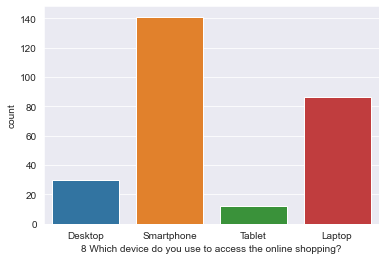 140
120
100
80
60
40
20
0
count
Desktop Smartphone Tablet Laptop
8 Which device do you use to access the online shopping?